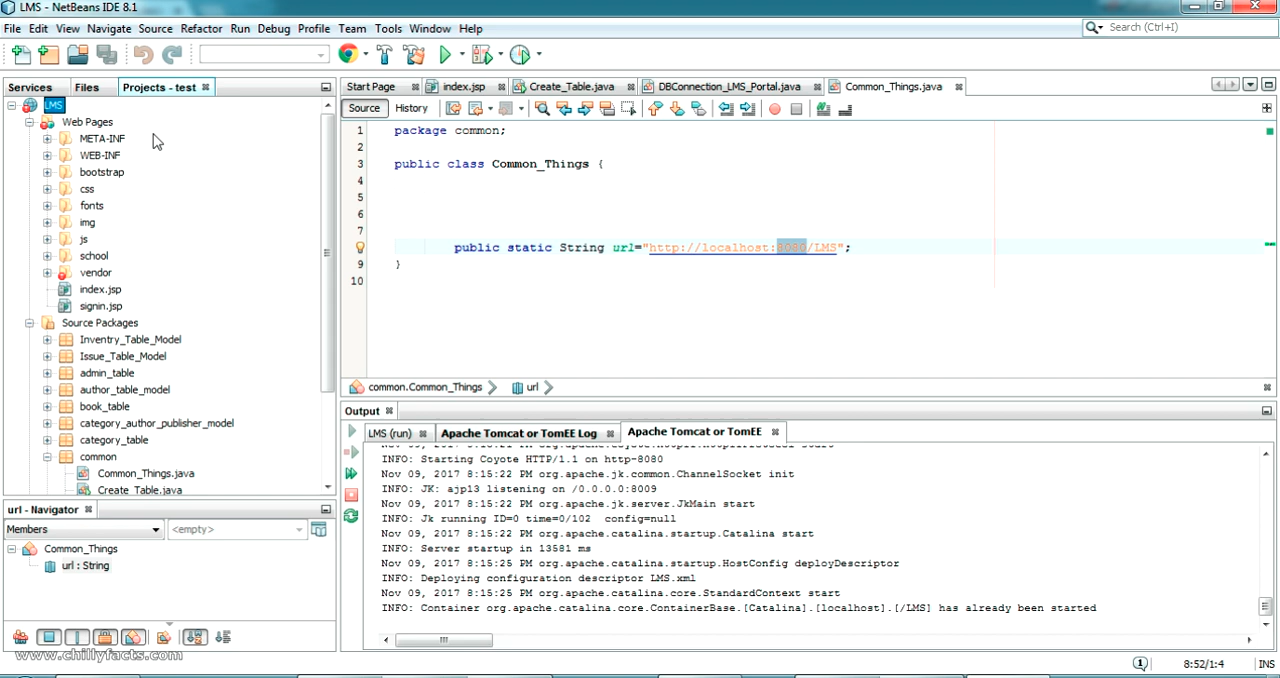 LMS - NetBeans IDE 8.1
File Edit View Navigate Source Refactor Run Debug Profile Team Tools Window Help
Search (Ctrl+I)
Services Files Projects - test
LMS
Web Pages
META-INF
WEB-INF
bootstrap
css
fonts
img
js
school
vendor
index.jsp
signin.jsp
Source Packages
Inventry_Table_Model
Issue_Table_Model
admin_table
author_table_model
book_table
category_author_publisher_model
category_table
common
Common_Things.java
Create_Table.java
url - Navigator
Members <empty>
Common_Things
url : String
www.chillyfacts.com
Start Page index.jsp Create_Table.java DBConnection_LMS_Portal.java Common_Things.java
Source History
1 package common;
2
3 public class Common_Things {
4
5
6
7
public static String url="http://localhost:8080/LMS";
9 }
10
common.Common_Things url
Output
LMS (run) Apache Tomcat or TomEE Log Apache Tomcat or TomEE
INFO: Starting Coyote HTTP/1.1 on http-8080
Nov 09, 2017 8:15:22 PM org.apache.jk.common.ChannelSocket init
INFO: JK: ajp13 listening on /0.0.0.0:8009
Nov 09, 2017 8:15:22 PM org.apache.jk.server.JkMain start
INFO: Jk running ID=0 time=0/102 config=null
Nov 09, 2017 8:15:22 PM org.apache.catalina.startup.Catalina start
INFO: Server startup in 13581 ms
Nov 09, 2017 8:15:25 PM org.apache.catalina.startup.HostConfig deployDescriptor
INFO: Deploying configuration descriptor LMS.xml
Nov 09, 2017 8:15:25 PM org.apache.catalina.core.StandardContext start
INFO: Container org.apache.catalina.core.ContainerBase.[Catalina].[localhost].[/LMS] has already been started
1 8:52/1:4 INS